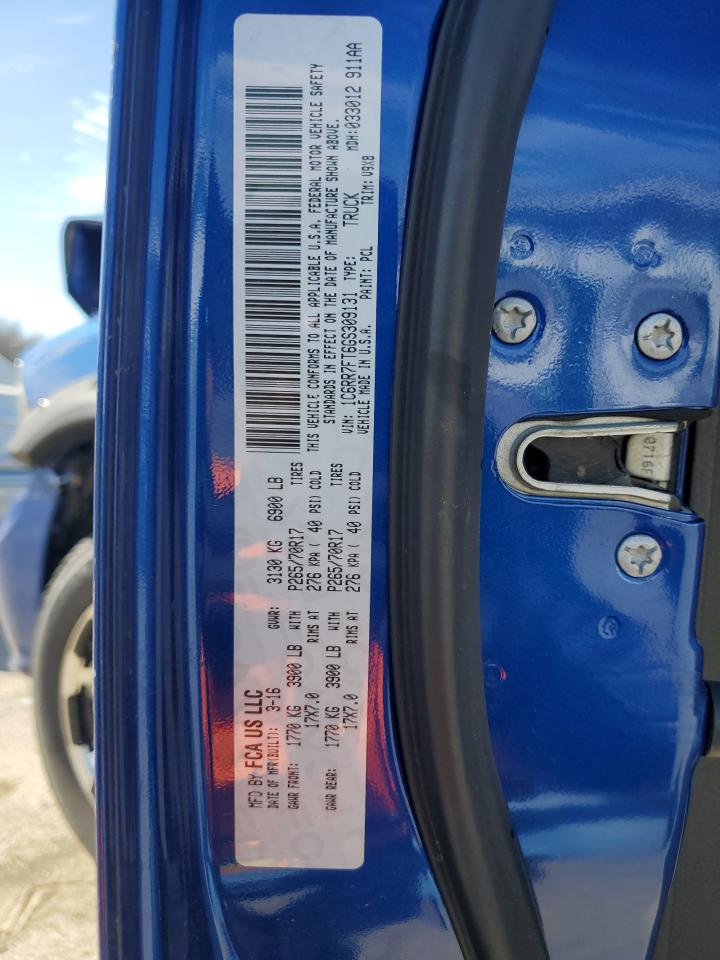 MFD BY FCA US LLC
DATE OF MFR(BUILT): 3-16 GVWR: 3130 KG 6900 LB
GAWR FRONT: 1770 KG 3900 LB WITH P265/70R17 TIRES
17X7.0 RIMS AT 276 KPA ( 40 PSI) COLD
GAWR REAR: 1770 KG 3900 LB WITH P265/70R17 TIRES
17X7.0 RIMS AT 276 KPA ( 40 PSI) COLD
THIS VEHICLE CONFORMS TO ALL APPLICABLE U.S.A. FEDERAL MOTOR VEHICLE SAFETY
STANDARDS IN EFFECT ON THE DATE OF MANUFACTURE SHOWN ABOVE.
VIN: 1C6RR7FT6GS309131 TYPE: TRUCK MDH:033012 911AA
VEHICLE MADE IN U.S.A. PAINT: PCL TRIM: V9X8
0716F